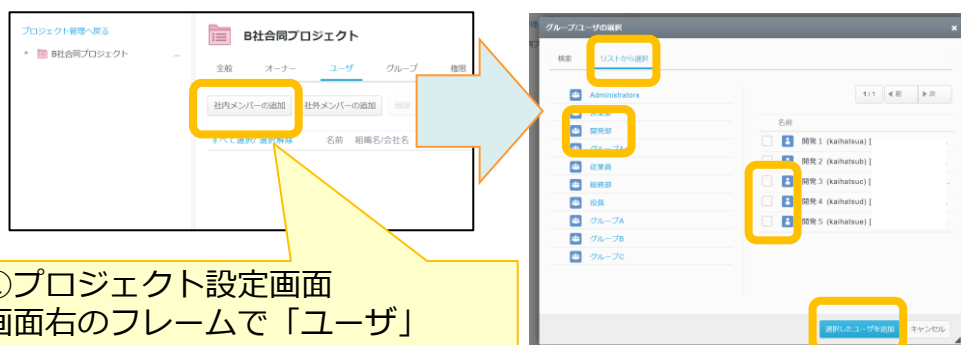 プロジェクト管理へ戻る
B社合同プロジェクト
B社合同プロジェクト
全般 オーナー ユーザ グループ 権限
社内メンバーの追加 社外メンバーの追加 削除
すべて選択/選択解除 名前 組織名/会社名
グループ/ユーザの選択
検索 リストから選択
Administrators
開発部
従業員
総務部
役員
グループA
グループB
グループC
1/1 前 次
名前
開発1 (kaihatsua) [
開発2 (kaihatsub) [
開発3 (kaihatsuc) [
開発4 (kaihatsud) [
開発5 (kaihatsue) [
選択したユーザを追加 キャンセル
プロジェクト設定画面
画面右のフレームで「ユーザ」